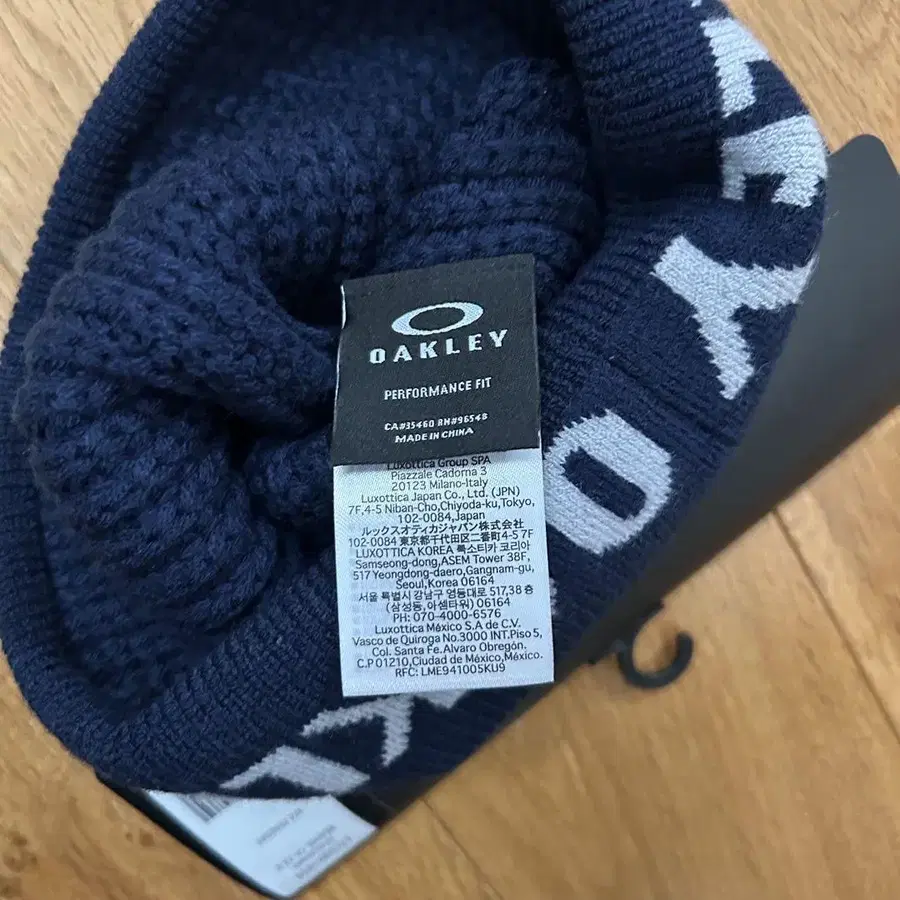 OAKLEY
PERFORMANCE FIT
CA#35460 RN#96548
MADE IN CHINA
Luxottica Group SPA
Piazzale Cadorna 3
20123 Milano-Italy
Luxottica Japan Co., Ltd. (JPN)
7F,4-5 Niban-Cho,Chiyoda-ku,Tokyo,
102-0084,Japan
ルックスオティカジャパン株式会社
102-0084 東京都千代田区二番町4-5 7F
LUXOTTICA KOREA 룩소티카 코리아
Samseong-dong,ASEM Tower 38F,
517 Yeongdong-daero,Gangnam-gu,
Seoul,Korea 06164
서울 특별시 강남구 영동대로 517,38 층
(삼성동,아셈타워) 06164
PH: 070-4000-6576
Luxottica México S.A de C.V.
Vasco de Quiroga No.3000 INT.Piso 5,
Col. Santa Fe.Alvaro Obregón.
C.P 01210,Ciudad de México,México.
RFC: LME941005KU9
LEY
O